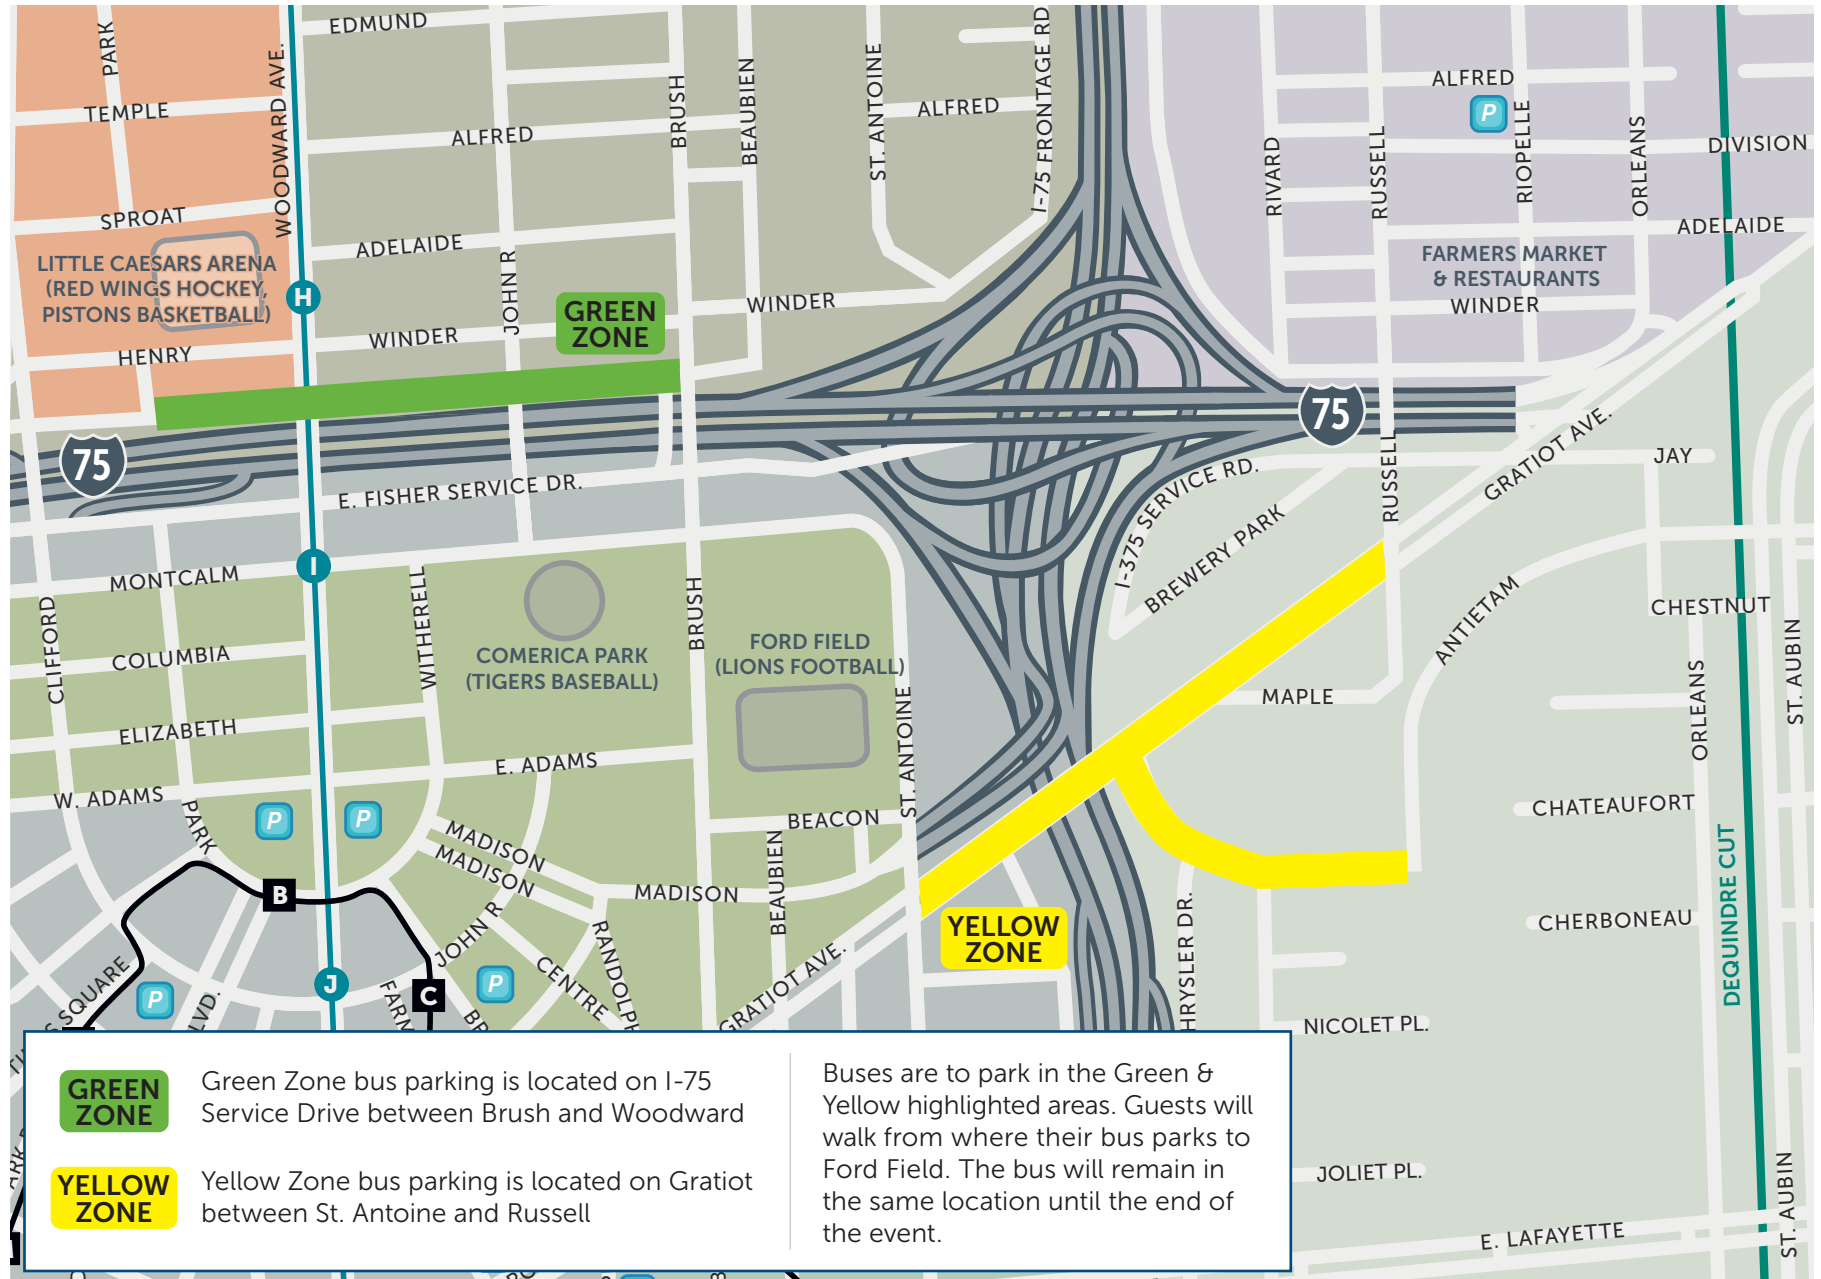 EDMUND
PARK
WOODWARD AVE.
TEMPLE
ALFRED
BRUSH
BEAUBIEN
ST. ANTOINE
ALFRED
I-75 FRONTAGE RD
ALFRED
P
RIVARD
RUSSELL
RIOPELLE
ORLEANS
DIVISION
SPROAT
ADELAIDE
JOHN R
ADELAIDE
LITTLE CAESARS ARENA
(RED WINGS HOCKEY,
PISTONS BASKETBALL)
H
FARMERS MARKET
& RESTAURANTS
WINDER
WINDER
GREEN
ZONE
WINDER
HENRY
75
75
E. FISHER SERVICE DR.
I-375 SERVICE RD.
BREWERY PARK
RUSSELL
GRATIOT AVE.
JAY
I
MONTCALM
CLIFFORD
COLUMBIA
WITHERELL
COMERICA PARK
(TIGERS BASEBALL)
BRUSH
FORD FIELD
(LIONS FOOTBALL)
ST. ANTOINE
MAPLE
ANTIETAM
CHESTNUT
ORLEANS
ST. AUBIN
ELIZABETH
E. ADAMS
W. ADAMS
PARK
P
P
MADISON
MADISON
MADISON
BEACON
BEAUBIEN
CHATEAUFORT
DEQUINDRE CUT
B
JOHN R
RANDOLPH
CENTRE
YELLOW
ZONE
CHERBONEAU
GRATIOT AVE.
J
C
P
P
S SQUARE
LVD.
FARM
BR
HRYSLER DR.
NICOLET PL.
JOLIET PL.
E. LAFAYETTE
ST. AUBIN
GREEN
ZONE
Green Zone bus parking is located on I-75
Service Drive between Brush and Woodward
YELLOW
ZONE
Yellow Zone bus parking is located on Gratiot
between St. Antoine and Russell
Buses are to park in the Green &
Yellow highlighted areas. Guests will
walk from where their bus parks to
Ford Field. The bus will remain in
the same location until the end of
the event.